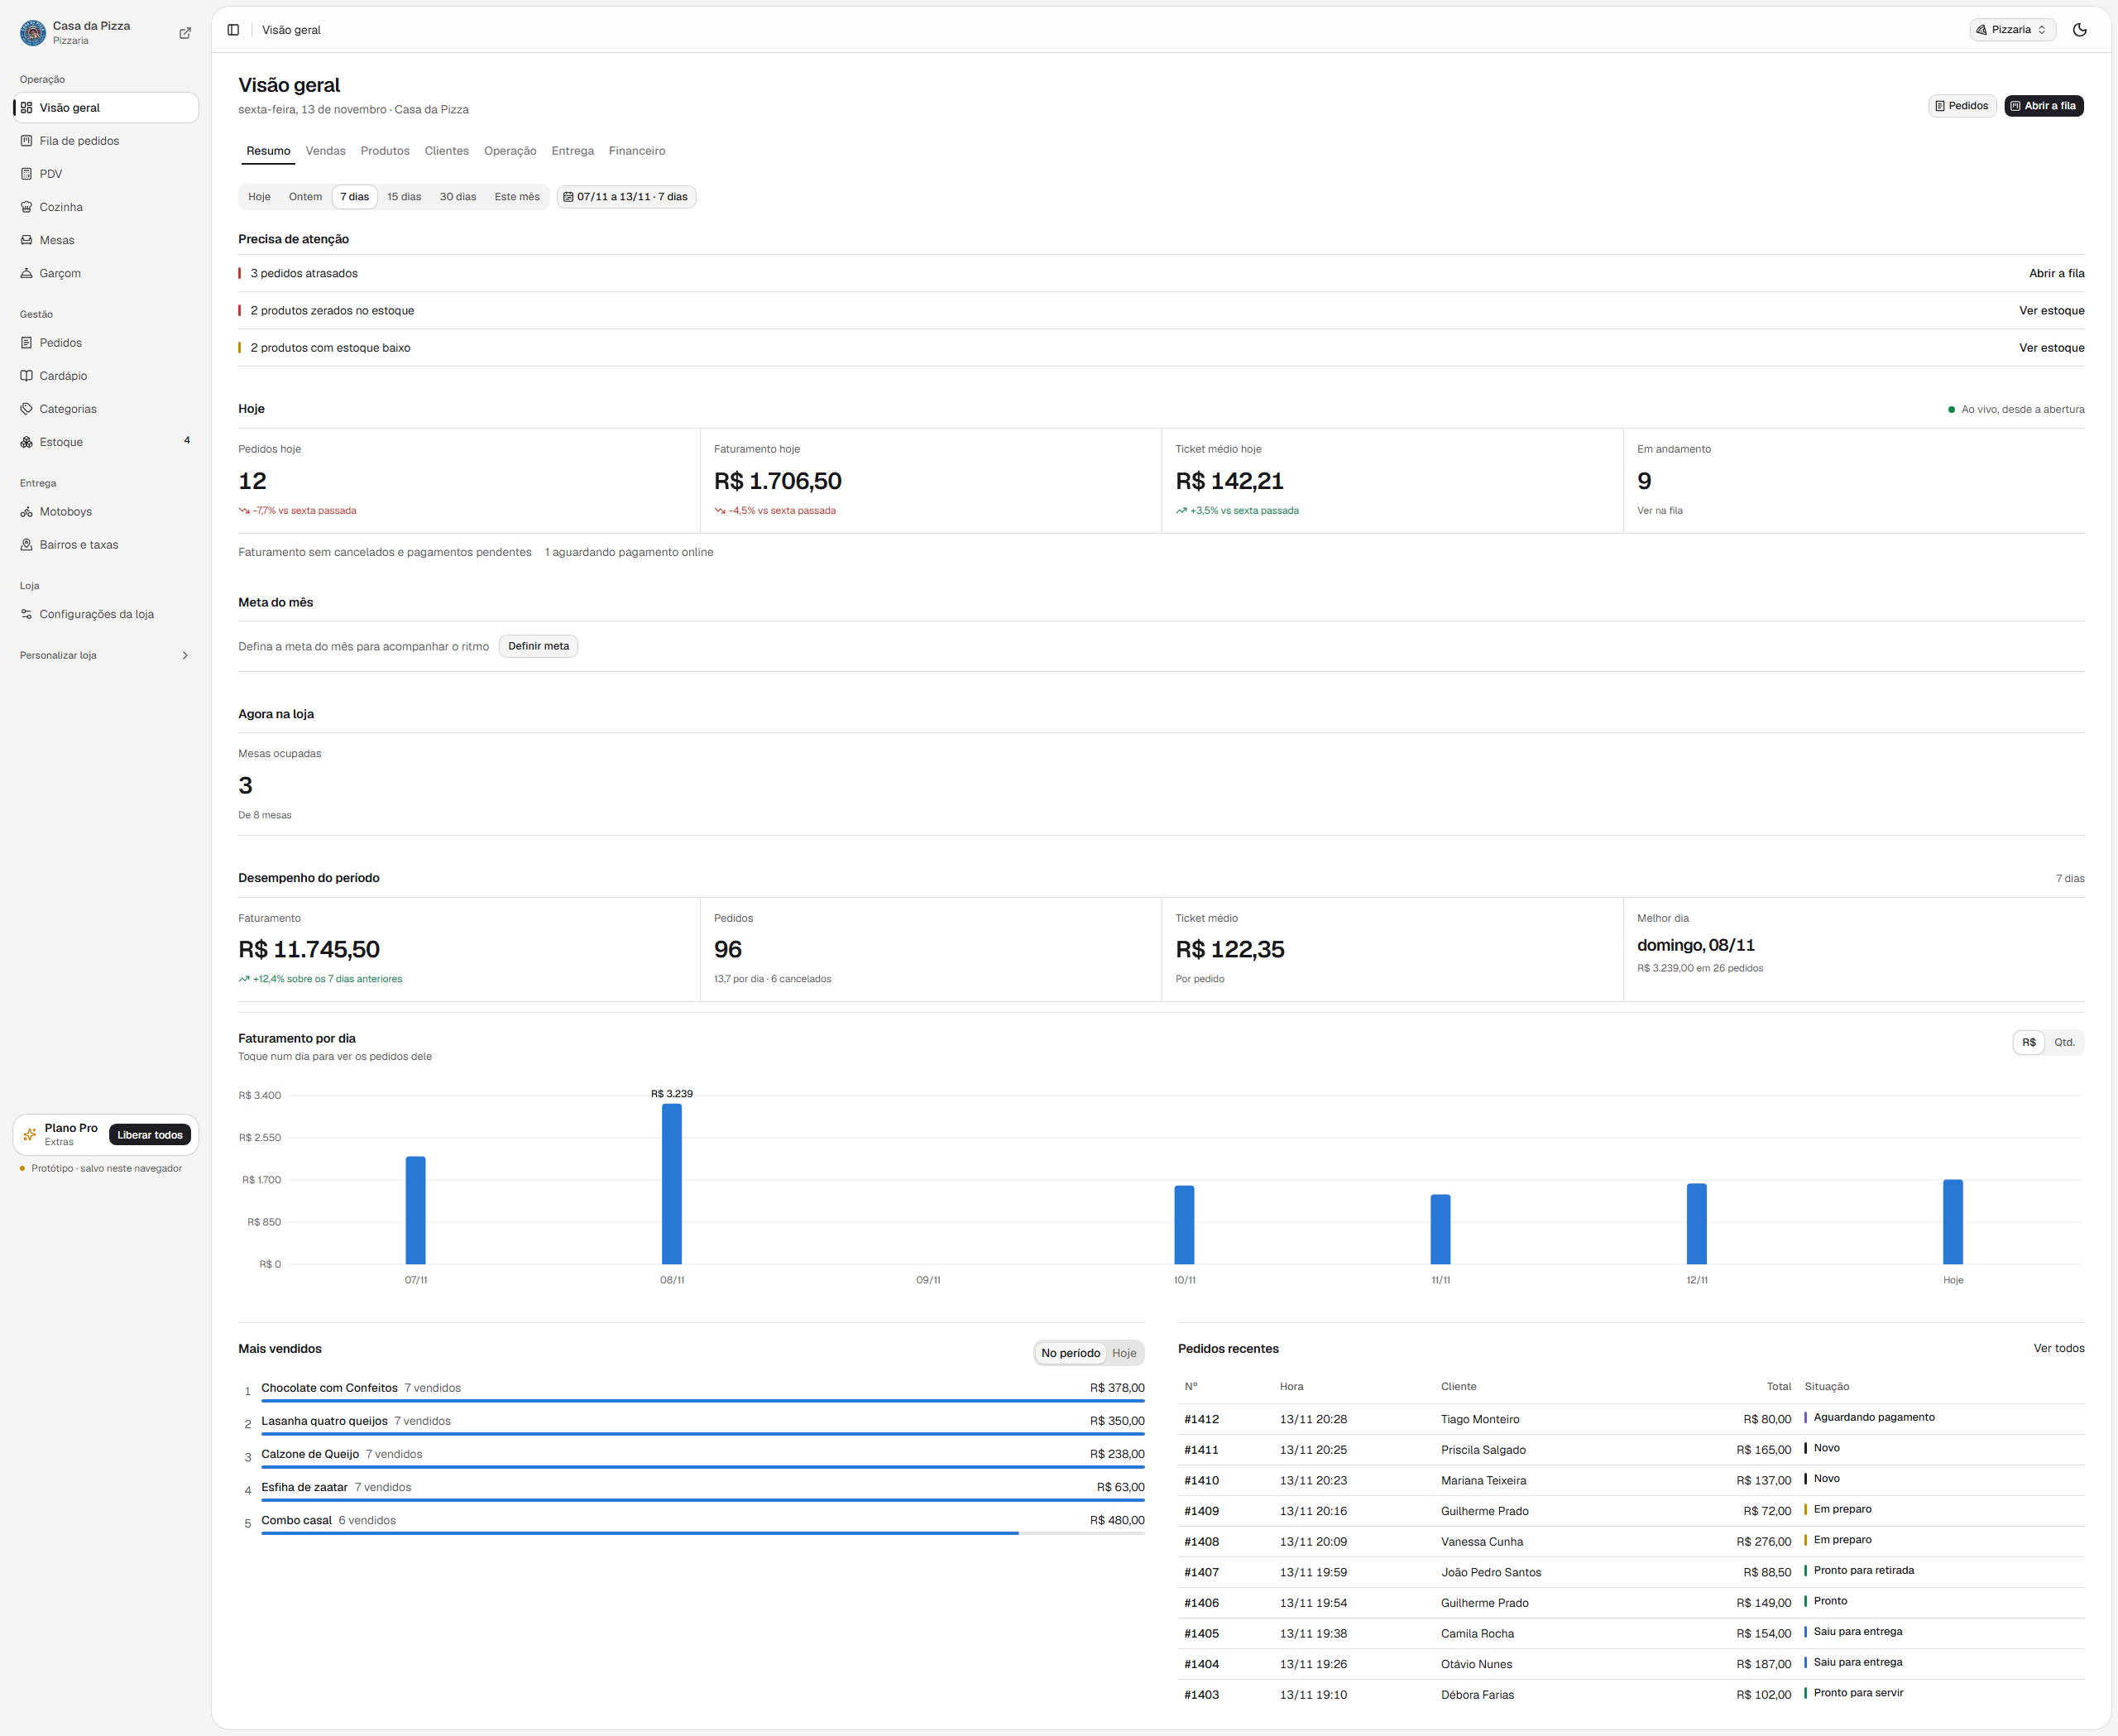 Casa da Pizza
Pizzaria
Operação
Visão geral
Fila de pedidos
PDV
Cozinha
Mesas
Garçom
Gestão
Pedidos
Cardápio
Categorias
Estoque 4
Entrega
Motoboys
Bairros e taxas
Loja
Configurações da loja
Personalizar loja
Plano Pro
Extras
Liberar todos
Protótipo · salvo neste navegador
Visão geral
Pizzaria
Visão geral
sexta-feira, 13 de novembro · Casa da Pizza
Pedidos Abrir a fila
Resumo Vendas Produtos Clientes Operação Entrega Financeiro
Hoje Ontem 7 dias 15 dias 30 dias Este mês 07/11 a 13/11 · 7 dias
Precisa de atenção
3 pedidos atrasados Abrir a fila
2 produtos zerados no estoque Ver estoque
2 produtos com estoque baixo Ver estoque
Hoje Ao vivo, desde a abertura
Pedidos hoje Faturamento hoje Ticket médio hoje Em andamento
12 R$ 1.706,50 R$ 142,21 9
-7,7% vs sexta passada -4,5% vs sexta passada +3,5% vs sexta passada Ver na fila
Faturamento sem cancelados e pagamentos pendentes 1 aguardando pagamento online
Meta do mês
Defina a meta do mês para acompanhar o ritmo Definir meta
Agora na loja
Mesas ocupadas
3
De 8 mesas
Desempenho do período 7 dias
Faturamento Pedidos Ticket médio Melhor dia
R$ 11.745,50 96 R$ 122,35 domingo, 08/11
+12,4% sobre os 7 dias anteriores 13,7 por dia · 6 cancelados Por pedido R$ 3.239,00 em 26 pedidos
Faturamento por dia
Toque num dia para ver os pedidos dele
R$ Qtd.
R$ 3.400
R$ 3.239
R$ 2.550
R$ 1.700
R$ 850
R$ 0
07/11 08/11 09/11 10/11 11/11 12/11 Hoje
Mais vendidos No período Hoje
1 Chocolate com Confeitos 7 vendidos R$ 378,00
2 Lasanha quatro queijos 7 vendidos R$ 350,00
3 Calzone de Queijo 7 vendidos R$ 238,00
4 Esfiha de zaatar 7 vendidos R$ 63,00
5 Combo casal 6 vendidos R$ 480,00
Pedidos recentes Ver todos
Nº Hora Cliente Total Situação
#1412 13/11 20:28 Tiago Monteiro R$ 80,00 Aguardando pagamento
#1411 13/11 20:25 Priscila Salgado R$ 165,00 Novo
#1410 13/11 20:23 Mariana Teixeira R$ 137,00 Novo
#1409 13/11 20:16 Guilherme Prado R$ 72,00 Em preparo
#1408 13/11 20:09 Vanessa Cunha R$ 276,00 Em preparo
#1407 13/11 19:59 João Pedro Santos R$ 88,50 Pronto para retirada
#1406 13/11 19:54 Guilherme Prado R$ 149,00 Pronto
#1405 13/11 19:38 Camila Rocha R$ 154,00 Saiu para entrega
#1404 13/11 19:26 Otávio Nunes R$ 187,00 Saiu para entrega
#1403 13/11 19:10 Débora Farias R$ 102,00 Pronto para servir